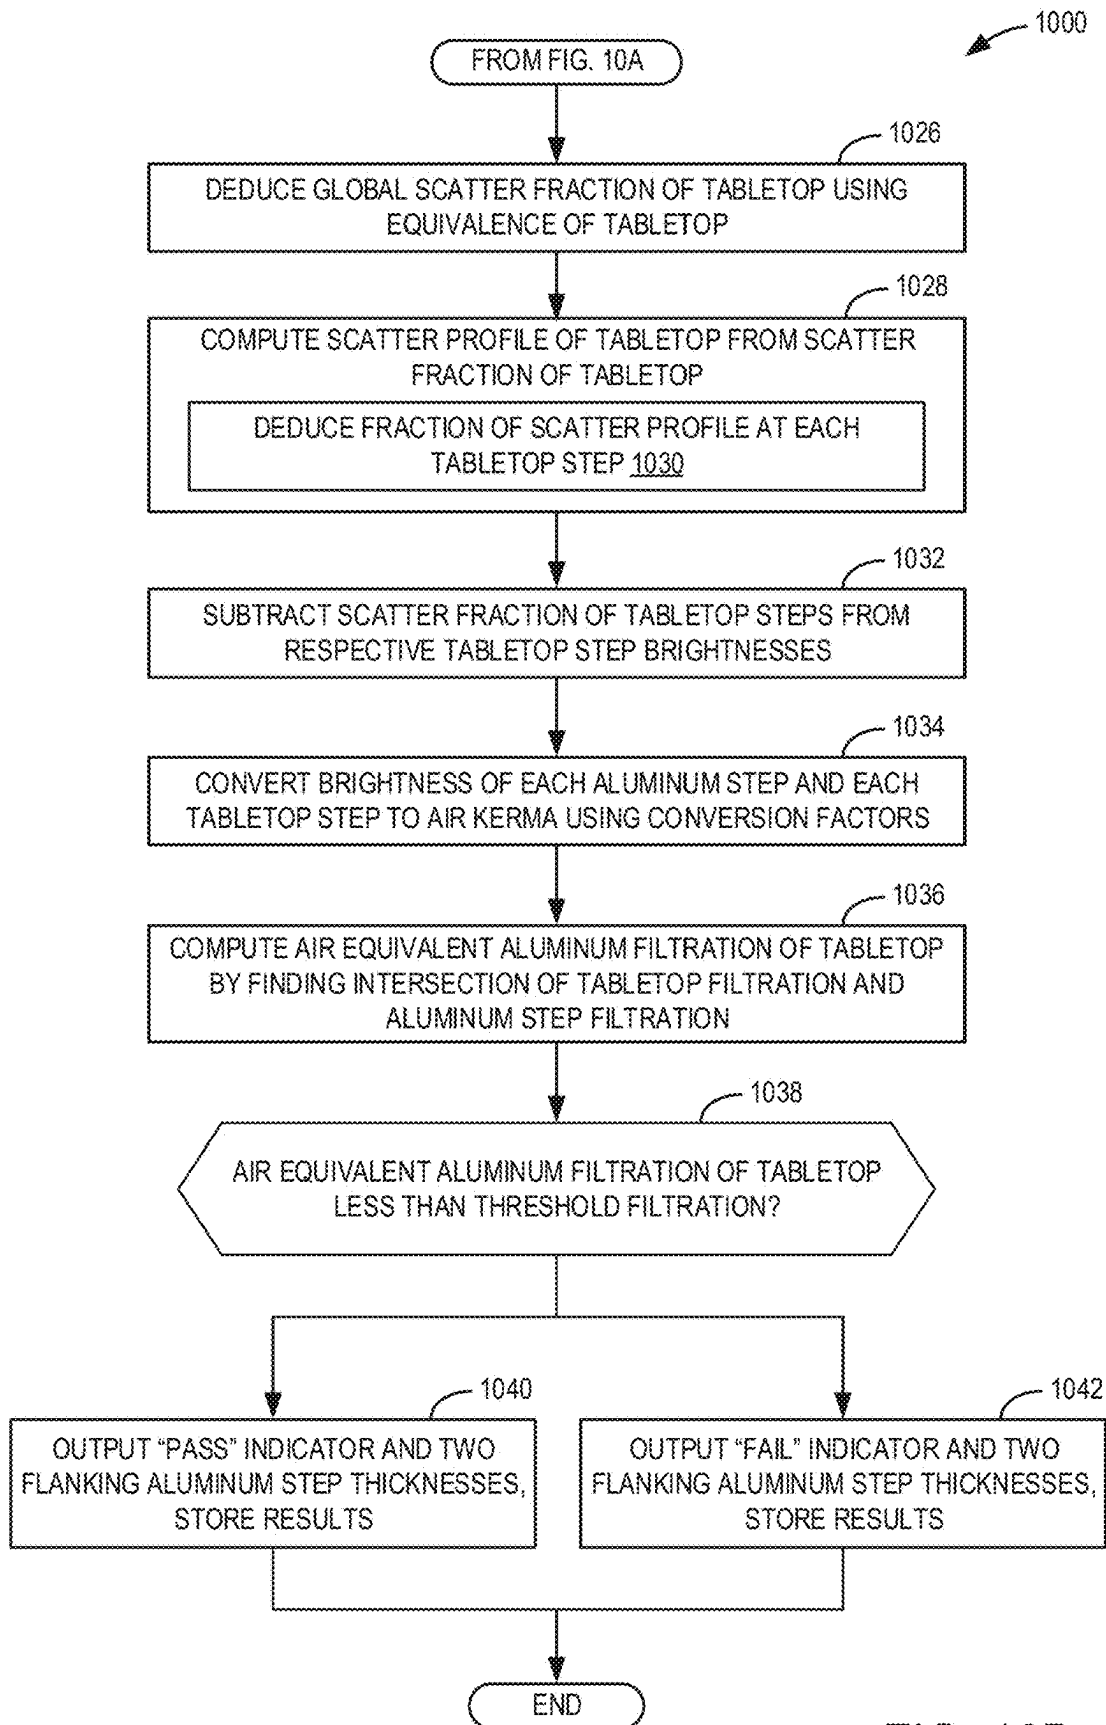 1000
FROM FIG. 10A
1026
DEDUCE GLOBAL SCATTER FRACTION OF TABLETOP USING
EQUIVALENCE OF TABLETOP
1028
COMPUTE SCATTER PROFILE OF TABLETOP FROM SCATTER
FRACTION OF TABLETOP
DEDUCE FRACTION OF SCATTER PROFILE AT EACH
TABLETOP STEP 1030
1032
SUBTRACT SCATTER FRACTION OF TABLETOP STEPS FROM
RESPECTIVE TABLETOP STEP BRIGHTNESSES
1034
CONVERT BRIGHTNESS OF EACH ALUMINUM STEP AND EACH
TABLETOP STEP TO AIR KERMA USING CONVERSION FACTORS
1036
COMPUTE AIR EQUIVALENT ALUMINUM FILTRATION OF TABLETOP
BY FINDING INTERSECTION OF TABLETOP FILTRATION AND
ALUMINUM STEP FILTRATION
1038
AIR EQUIVALENT ALUMINUM FILTRATION OF TABLETOP
LESS THAN THRESHOLD FILTRATION?
1040
OUTPUT "PASS" INDICATOR AND TWO
FLANKING ALUMINUM STEP THICKNESSES,
STORE RESULTS
1042
OUTPUT "FAIL" INDICATOR AND TWO
FLANKING ALUMINUM STEP THICKNESSES,
STORE RESULTS
END